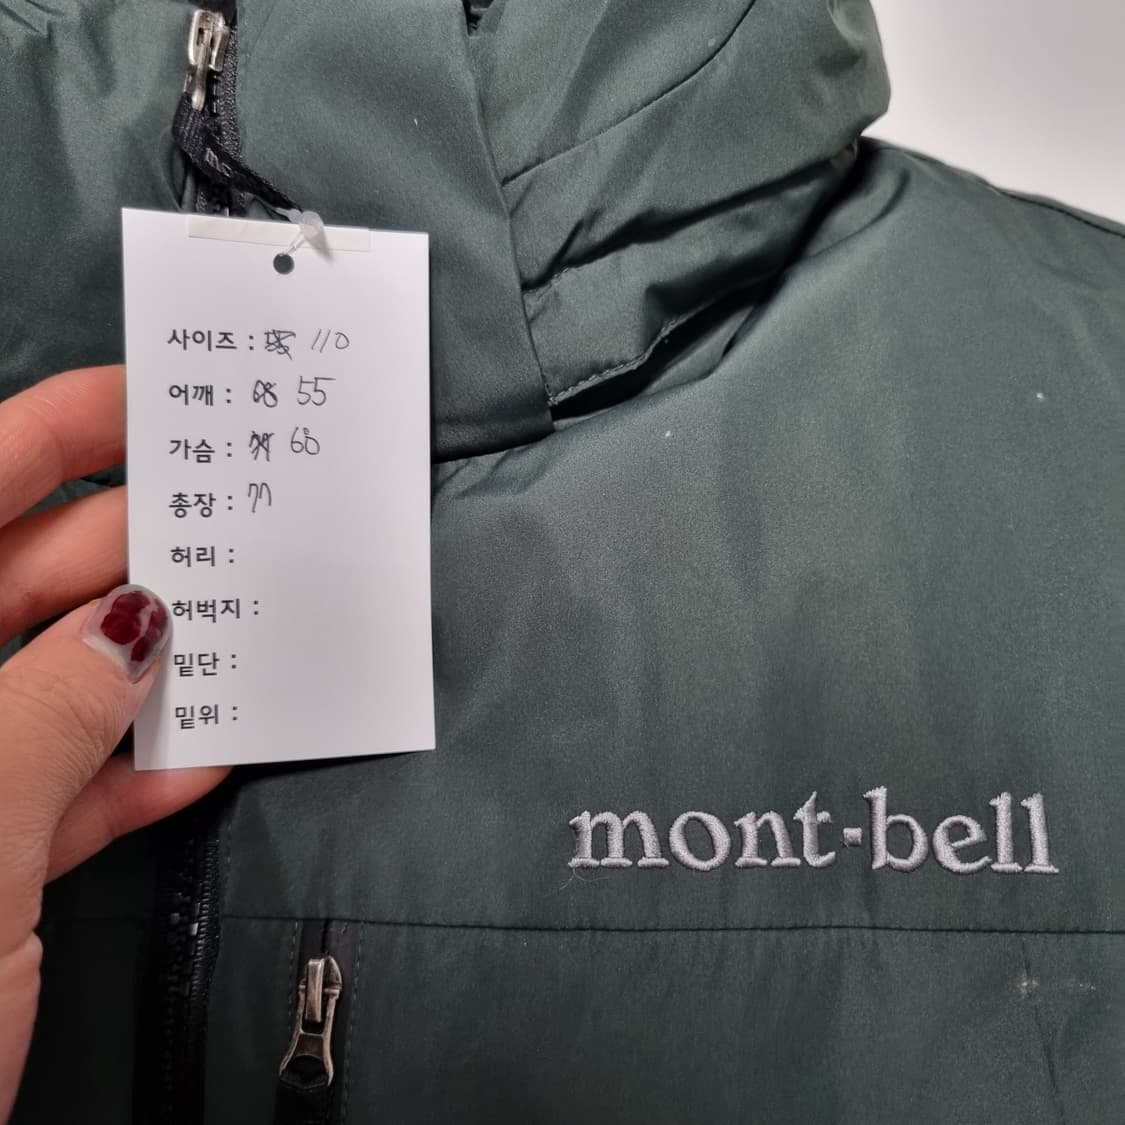 사이즈 : 110
어깨 : 55
가슴 : 60
총장 : 77
허리 :
허벅지 :
밑단 :
밑위 :
mont-bell